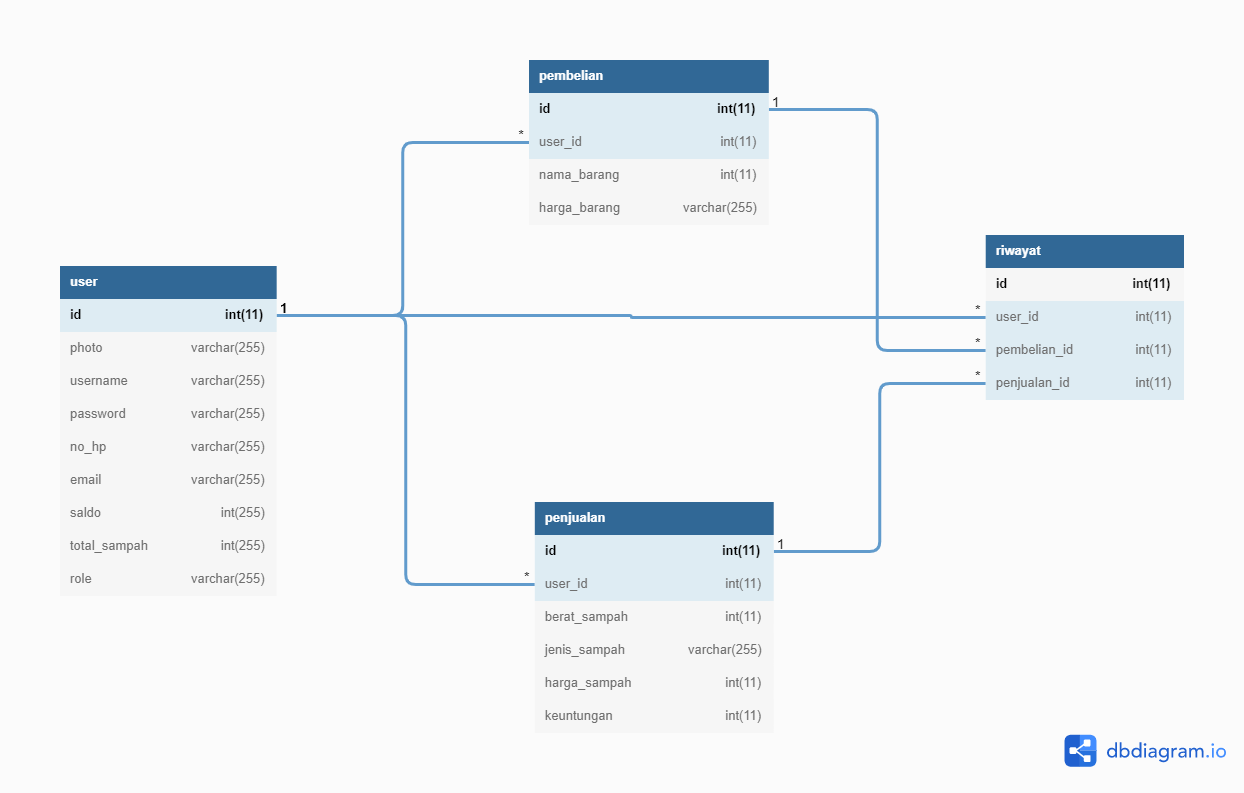 pembelian
id int(11) 1
* user_id int(11)
nama_barang int(11)
harga_barang varchar(255)
user
id int(11) 1
photo varchar(255)
username varchar(255)
password varchar(255)
no_hp varchar(255)
email varchar(255)
saldo int(255)
total_sampah int(255)
role varchar(255)
riwayat
id int(11)
* user_id int(11)
* pembelian_id int(11)
* penjualan_id int(11)
penjualan
id int(11) 1
* user_id int(11)
berat_sampah int(11)
jenis_sampah varchar(255)
harga_sampah int(11)
keuntungan int(11)
dbdiagram.io